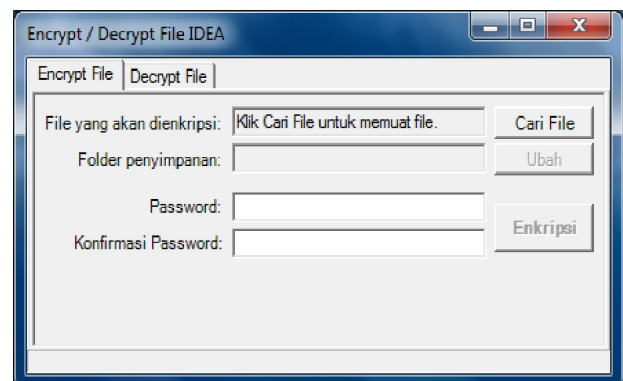 Encrypt / Decrypt File IDEA
Encrypt File Decrypt File
File yang akan dienkripsi: Klik Cari File untuk memuat file. Cari File
Folder penyimpanan: Ubah
Password:
Enkripsi
Konfirmasi Password: